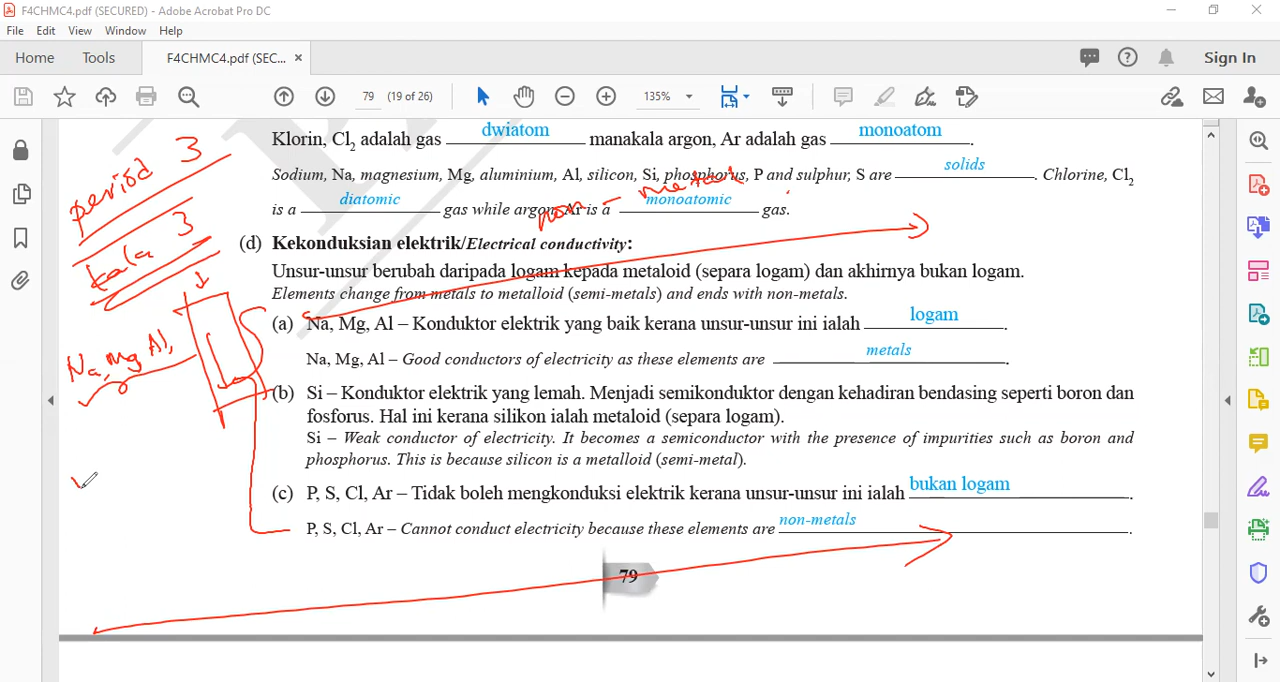 F4CHMC4.pdf (SECURED) - Adobe Acrobat Pro DC
File Edit View Window Help
Home Tools F4CHMC4.pdf (SEC... × Sign In
79 (19 of 26) 135%
Klorin, Cl2 adalah gas dwiatom manakala argon, Ar adalah gas monoatom.
Sodium, Na, magnesium, Mg, aluminium, Al, silicon, Si, phosphorus, P and sulphur, S are solids. Chlorine, Cl2
is a diatomic gas while argon, Ar is a monoatomic gas.
non-metal
period 3
kala 3
(d) Kekonduksian elektrik/Electrical conductivity:
Unsur-unsur berubah daripada logam kepada metaloid (separa logam) dan akhirnya bukan logam.
Elements change from metals to metalloid (semi-metals) and ends with non-metals.
(a) Na, Mg, Al – Konduktor elektrik yang baik kerana unsur-unsur ini ialah logam.
Na, Mg, Al – Good conductors of electricity as these elements are metals.
Na, Mg Al,
(b) Si – Konduktor elektrik yang lemah. Menjadi semikonduktor dengan kehadiran bendasing seperti boron dan
fosforus. Hal ini kerana silikon ialah metaloid (separa logam).
Si – Weak conductor of electricity. It becomes a semiconductor with the presence of impurities such as boron and
phosphorus. This is because silicon is a metalloid (semi-metal).
(c) P, S, Cl, Ar – Tidak boleh mengkonduksi elektrik kerana unsur-unsur ini ialah bukan logam.
P, S, Cl, Ar – Cannot conduct electricity because these elements are non-metals.
79